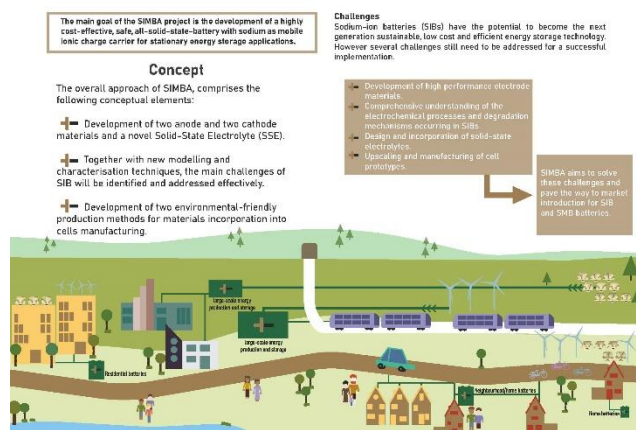 The main goal of the SIMBA project is the development of a highly
cost-effective, safe, all-solid-state-battery with sodium as mobile
ionic charge carrier for stationary energy storage applications.
Concept
The overall approach of SIMBA, comprises the
following conceptual elements:
Development of two anode and two cathode
materials and a novel Solid-State Electrolyte (SSE).
Together with new modelling and
characterisation techniques, the main challenges of
SIB will be identified and addressed effectively.
Development of two environmental-friendly
production methods for materials incorporation into
cells manufacturing.
Challenges
Sodium-ion batteries (SIBs) have the potential to become the next
generation sustainable, low cost and efficient energy storage technology.
However several challenges still need to be addressed for a successful
implementation.
Development of high performance electrode
materials.
Comprehensive understanding of the
electrochemical processes and degradation
mechanisms occurring in SIBs
Design and incorporation of solid-state
electrolytes.
Upscaling and manufacturing of cell
prototypes.
SIMBA aims to solve
these challenges and
pave the way to market
introduction for SIB
and SMB batteries.
large-scale energy
production and storage
large-scale energy
production and storage
Residential batteries
Neighbourhood/home batteries
Home batteries